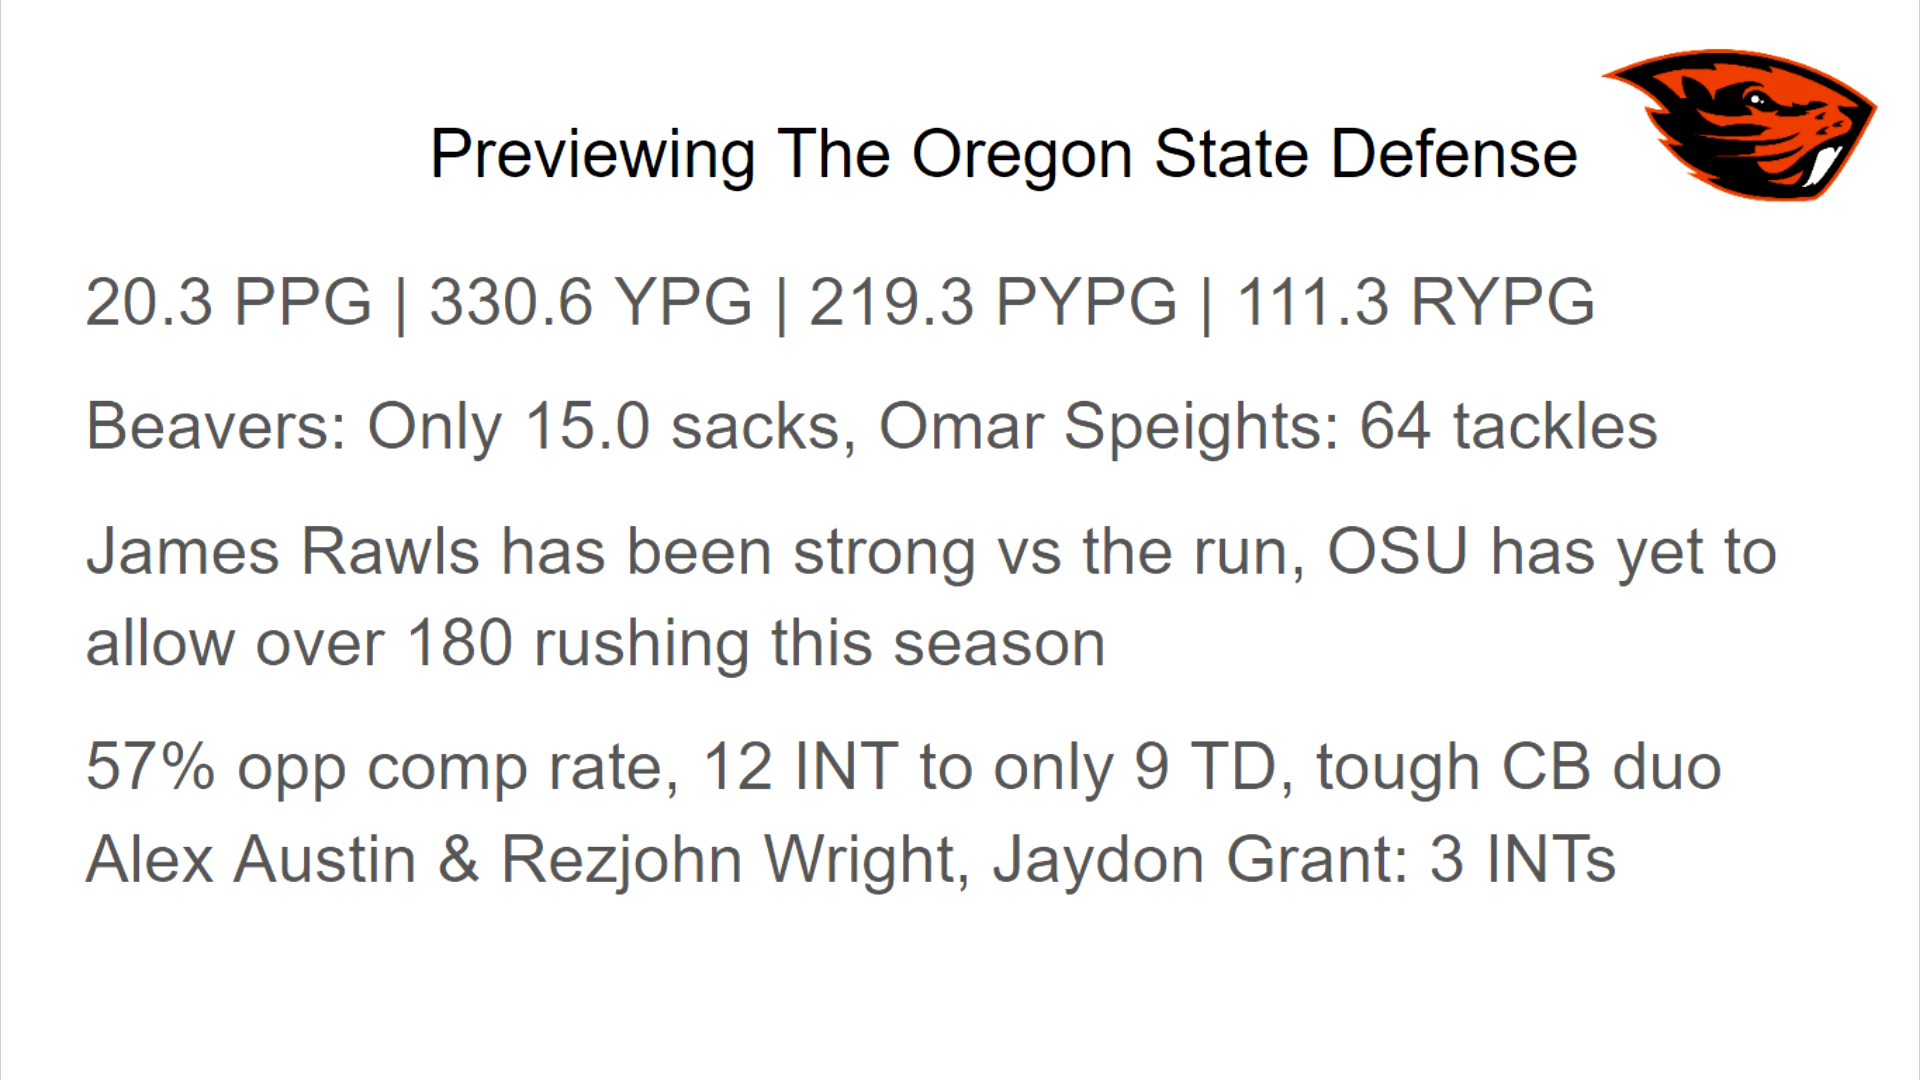 Previewing The Oregon State Defense
20.3 PPG | 330.6 YPG | 219.3 PYPG | 111.3 RYPG
Beavers: Only 15.0 sacks, Omar Speights: 64 tackles
James Rawls has been strong vs the run, OSU has yet to
allow over 180 rushing this season
57% opp comp rate, 12 INT to only 9 TD, tough CB duo
Alex Austin & Rezjohn Wright, Jaydon Grant: 3 INTs